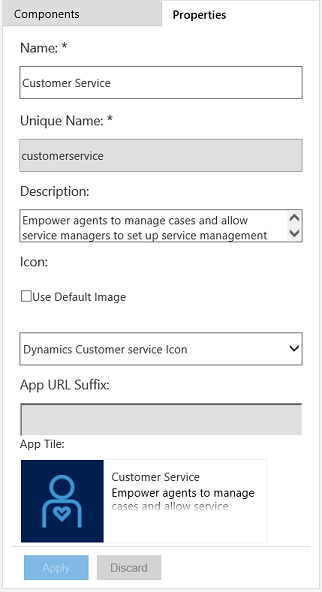 Components
Properties
Name: *
Customer Service
Unique Name: *
customerservice
Description:
Empower agents to manage cases and allow
service managers to set up service management
Icon:
Use Default Image
Dynamics Customer service Icon
App URL Suffix:
App Tile:
Customer Service
Empower agents to manage
cases and allow service
Apply
Discard